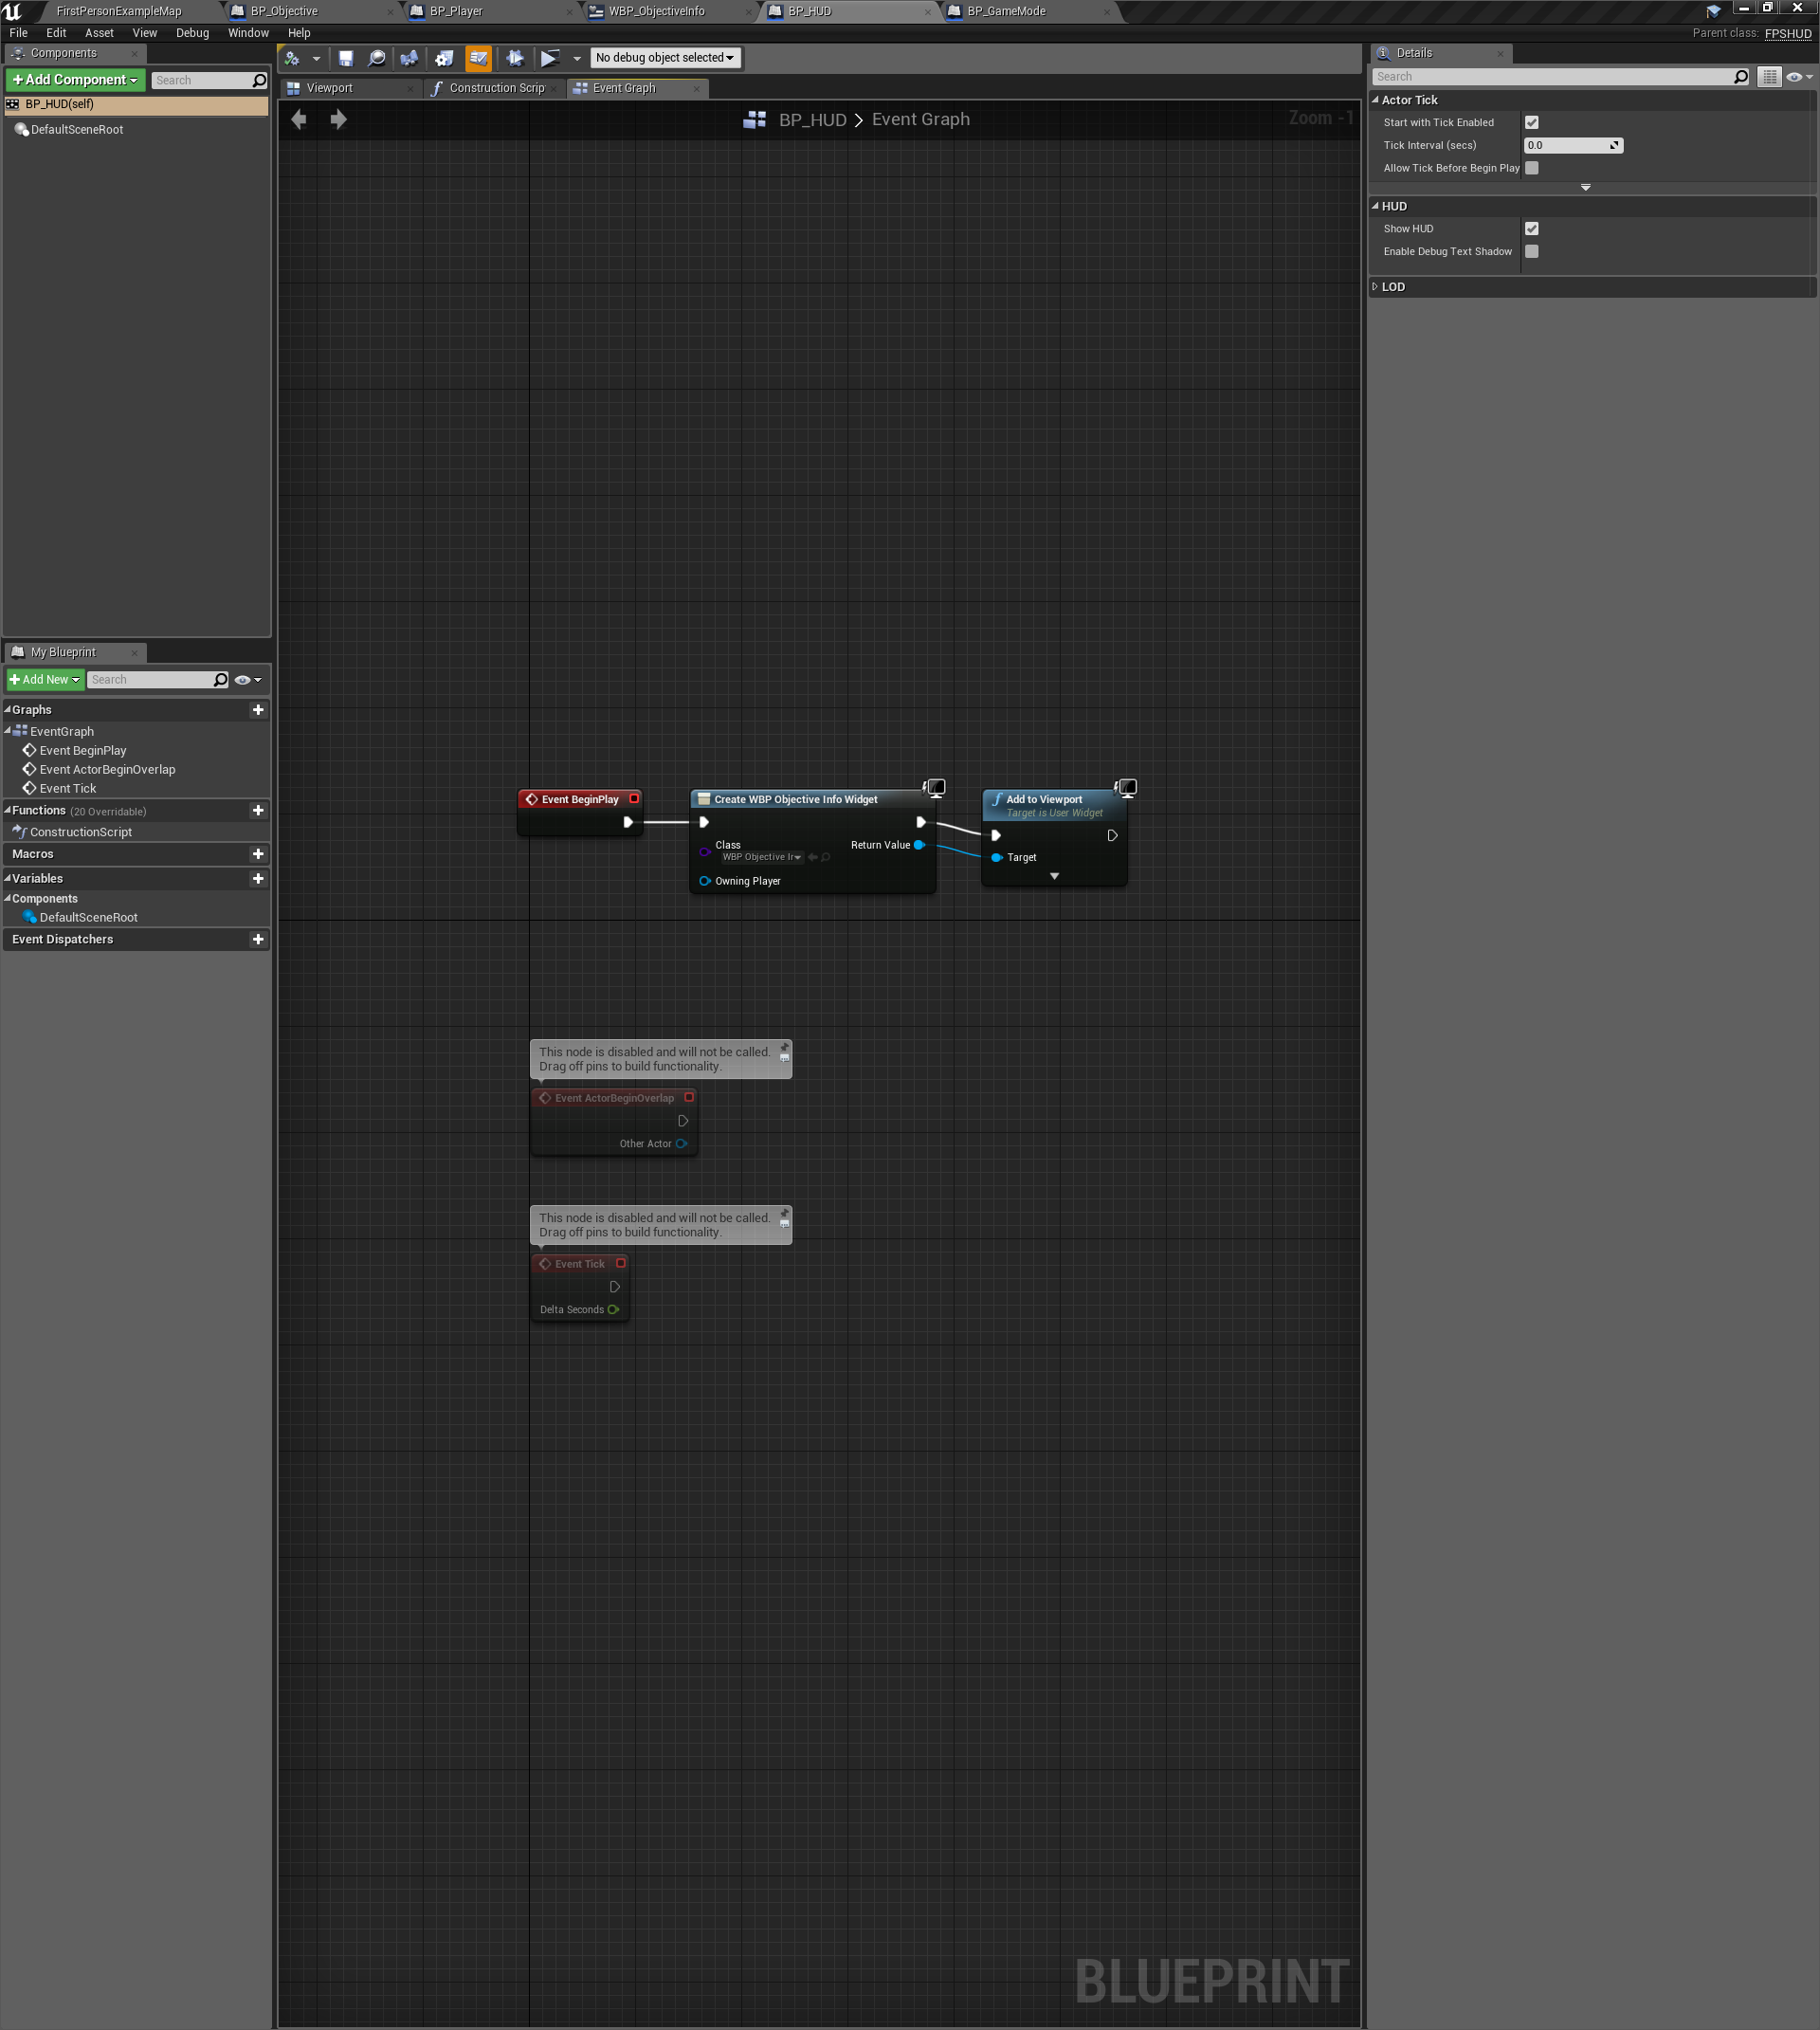 FirstPersonExampleMap
BP_Objective
BP_Player
WBP_ObjectiveInfo
BP_HUD
BP_GameMode
File Edit Asset View Debug Window Help
Parent class: FPSHUD
Components
+Add Component
Search
BP_HUD(self)
DefaultSceneRoot
No debug object selected
Viewport
Construction Scrip
Event Graph
BP_HUD > Event Graph
Zoom -1
Details
Search
Actor Tick
Start with Tick Enabled
Tick Interval (secs) 0.0
Allow Tick Before Begin Play
HUD
Show HUD
Enable Debug Text Shadow
LOD
My Blueprint
+Add New
Search
Graphs
EventGraph
Event BeginPlay
Event ActorBeginOverlap
Event Tick
Functions (20 Overridable)
ConstructionScript
Macros
Variables
Components
DefaultSceneRoot
Event Dispatchers
Event BeginPlay
Create WBP Objective Info Widget
Class
WBP Objective Ir
Return Value
Owning Player
Add to Viewport
Target is User Widget
Target
This node is disabled and will not be called.
Drag off pins to build functionality.
Event ActorBeginOverlap
Other Actor
This node is disabled and will not be called.
Drag off pins to build functionality.
Event Tick
Delta Seconds
BLUEPRINT